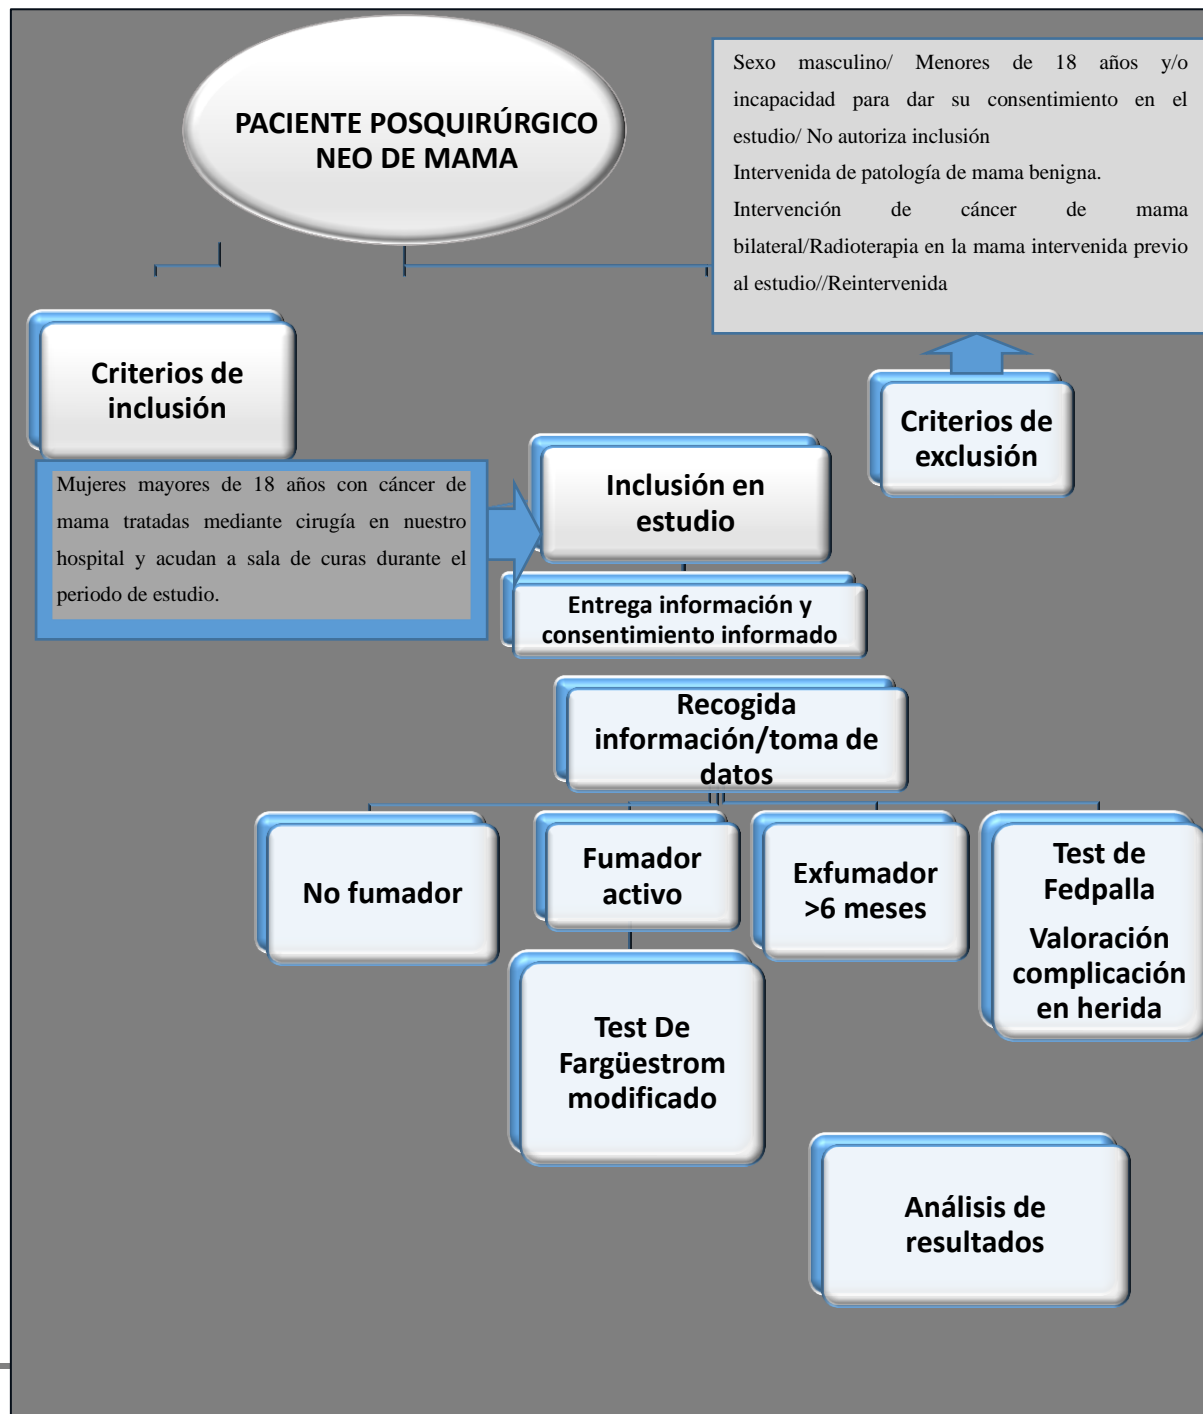 PACIENTE POSQUIRÚRGICO
NEO DE MAMA
Sexo masculino/ Menores de 18 años y/o
incapacidad para dar su consentimiento en el
estudio/ No autoriza inclusión
Intervenida de patología de mama benigna.
Intervención de cáncer de mama
bilateral/Radioterapia en la mama intervenida previo
al estudio//Reintervenida
Criterios de
inclusión
Criterios de
exclusión
Mujeres mayores de 18 años con cáncer de
mama tratadas mediante cirugía en nuestro
hospital y acudan a sala de curas durante el
periodo de estudio.
Inclusión en
estudio
Entrega información y
consentimiento informado
Recogida
información/toma de
datos
No fumador
Fumador
activo
Exfumador
>6 meses
Test de
Fedpalla
Valoración
complicación
en herida
Test De
Fargüestrom
modificado
Análisis de
resultados